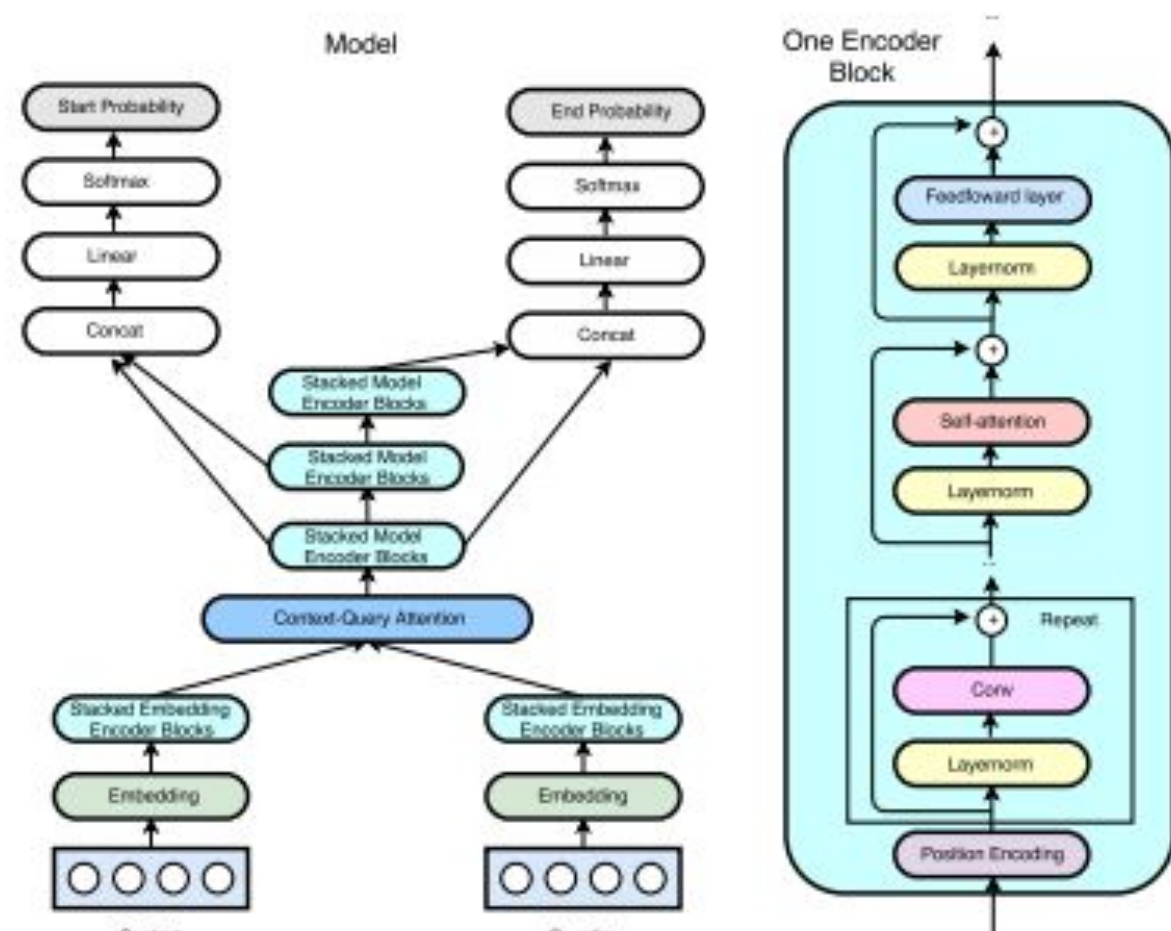 Model
Start Probability
Softmax
Linear
Concat
End Probability
Softmax
Linear
Concat
Stacked Model
Encoder Blocks
Stacked Model
Encoder Blocks
Stacked Model
Encoder Blocks
Context-Query Attention
Stacked Embedding
Encoder Blocks
Stacked Embedding
Encoder Blocks
Embedding
Embedding
One Encoder
Block
...
+
Feedfoward layer
Layernorm
+
Self-attention
Layernorm
...
+
Repeat
Conv
Layernorm
Position Encoding